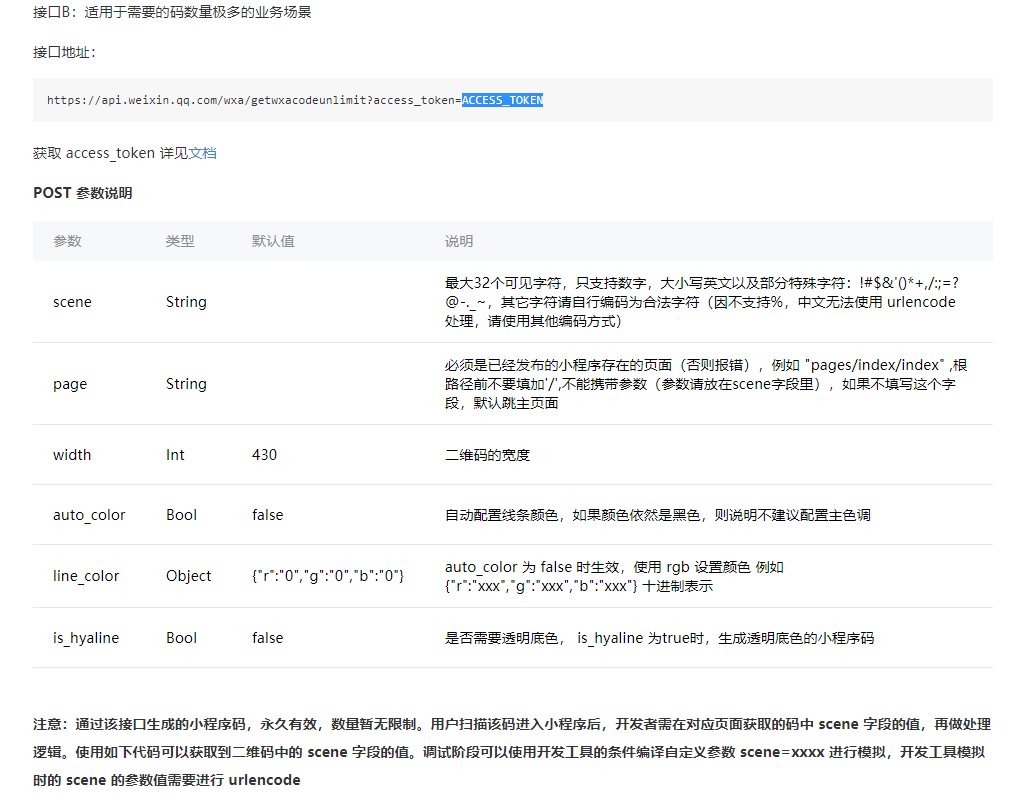 接口B：适用于需要的码数量极多的业务场景
接口地址：
https://api.weixin.qq.com/wxa/getwxacodeunlimit?access_token=ACCESS_TOKEN
获取 access_token 详见文档
POST 参数说明
参数 类型 默认值 说明
scene String 最大32个可见字符，只支持数字，大小写英文以及部分特殊字符：!#$&'()*+,/:;=?
@-._~，其它字符请自行编码为合法字符（因不支持%，中文无法使用 urlencode
处理，请使用其他编码方式）
page String 必须是已经发布的小程序存在的页面（否则报错），例如 "pages/index/index" ,根
路径前不要填加'/',不能携带参数（参数请放在scene字段里），如果不填写这个字
段，默认跳主页面
width Int 430 二维码的宽度
auto_color Bool false 自动配置线条颜色，如果颜色依然是黑色，则说明不建议配置主色调
line_color Object {"r":"0","g":"0","b":"0"} auto_color 为 false 时生效，使用 rgb 设置颜色 例如
{"r":"xxx","g":"xxx","b":"xxx"} 十进制表示
is_hyaline Bool false 是否需要透明底色， is_hyaline 为true时，生成透明底色的小程序码
注意：通过该接口生成的小程序码，永久有效，数量暂无限制。用户扫描该码进入小程序后，开发者需在对应页面获取的码中 scene 字段的值，再做处理
逻辑。使用如下代码可以获取到二维码中的 scene 字段的值。调试阶段可以使用开发工具的条件编译自定义参数 scene=xxxx 进行模拟，开发工具模拟
时的 scene 的参数值需要进行 urlencode